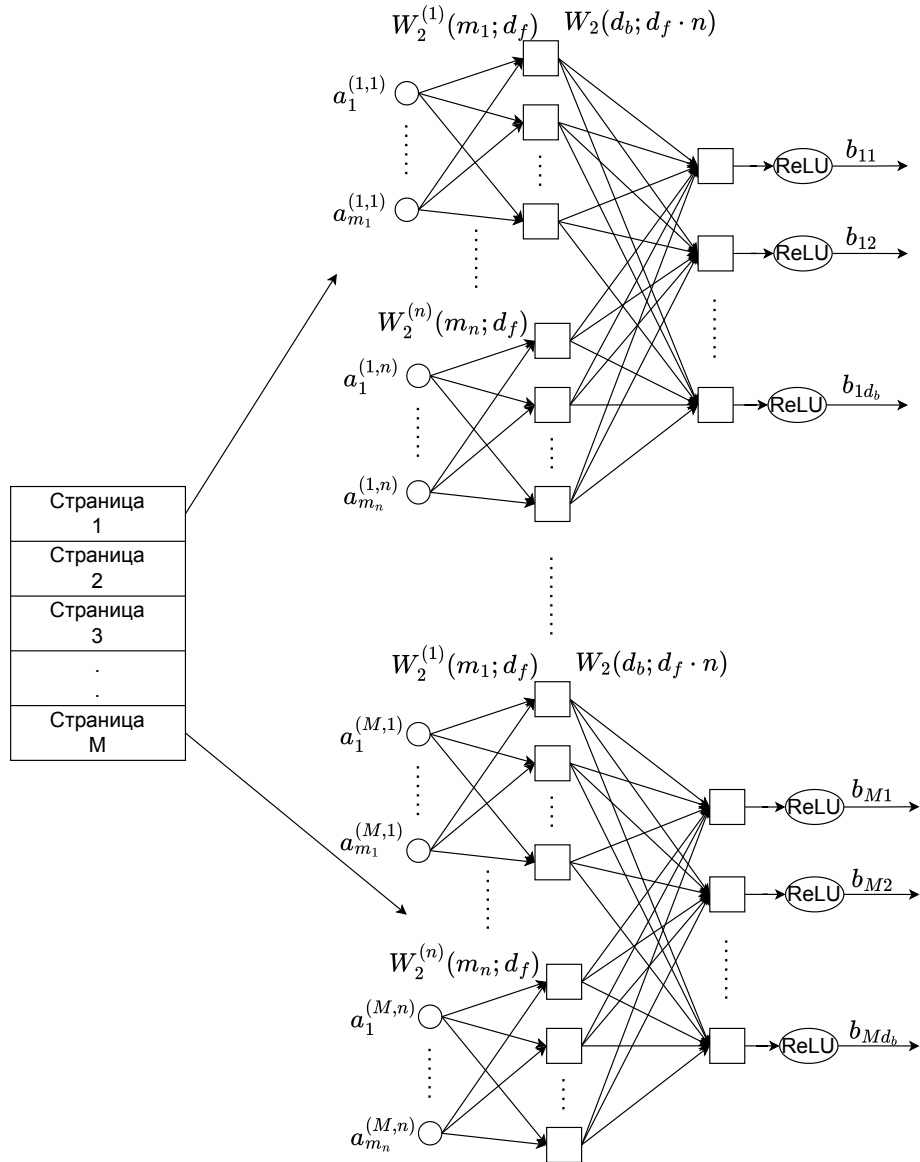 W_2^{(1)}(m_1; d_f) W_2(d_b; d_f · n)
a_1^{(1,1)}
ReLU b_{11}
a_{m_1}^{(1,1)}
ReLU b_{12}
W_2^{(n)}(m_n; d_f)
a_1^{(1,n)}
ReLU b_{1d_b}
a_{m_n}^{(1,n)}
Страница
1
Страница
2
Страница
3
.
.
Страница
M
W_2^{(1)}(m_1; d_f) W_2(d_b; d_f · n)
a_1^{(M,1)}
ReLU b_{M1}
a_{m_1}^{(M,1)}
ReLU b_{M2}
W_2^{(n)}(m_n; d_f)
a_1^{(M,n)}
ReLU b_{Md_b}
a_{m_n}^{(M,n)}